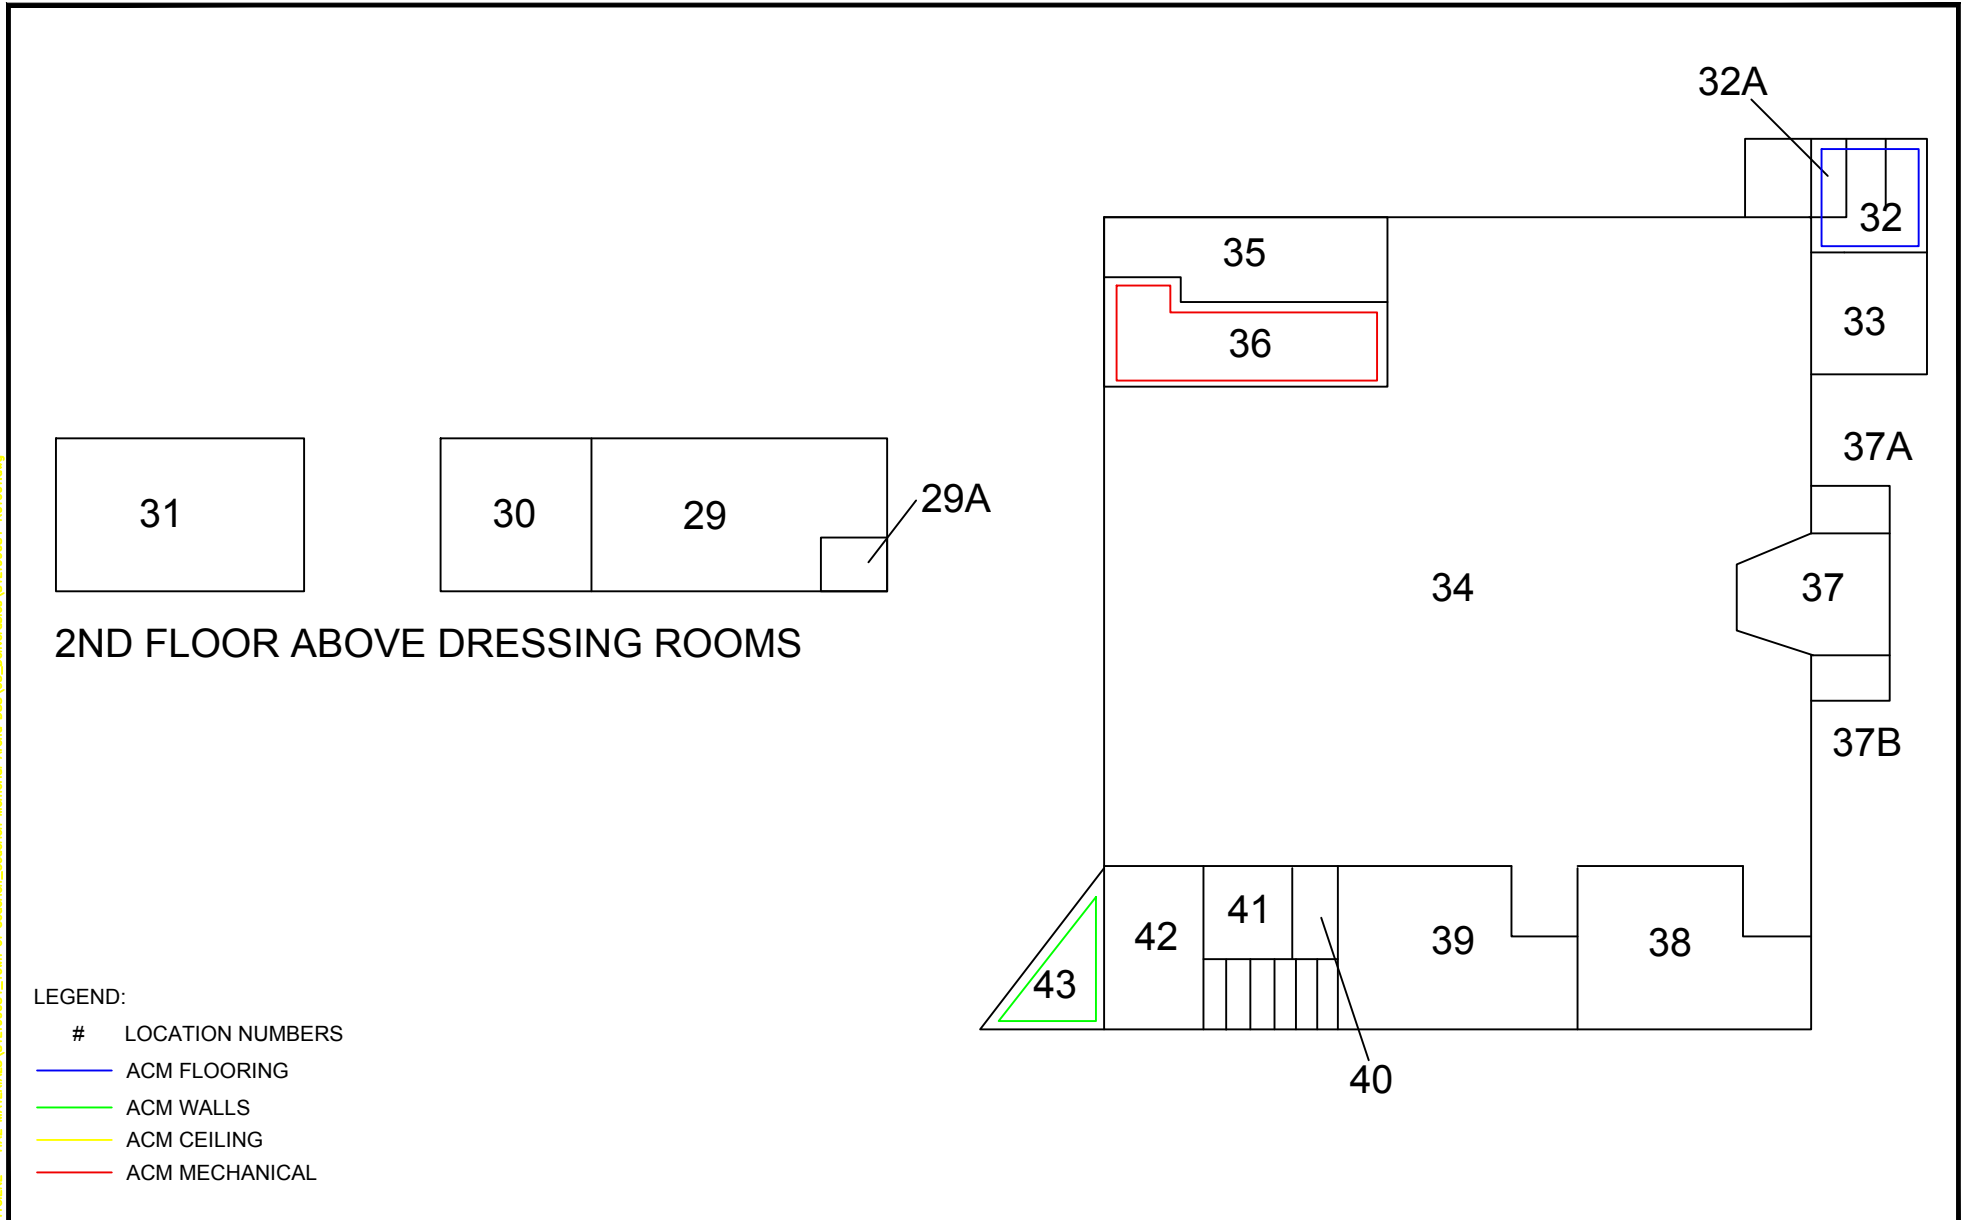 32A
32
35
33
36
37A
31
30
29
29A
34
37
2ND FLOOR ABOVE DRESSING ROOMS
37B
41
42
39
38
43
40
LEGEND:
# LOCATION NUMBERS
ACM FLOORING
ACM WALLS
ACM CEILING
ACM MECHANICAL